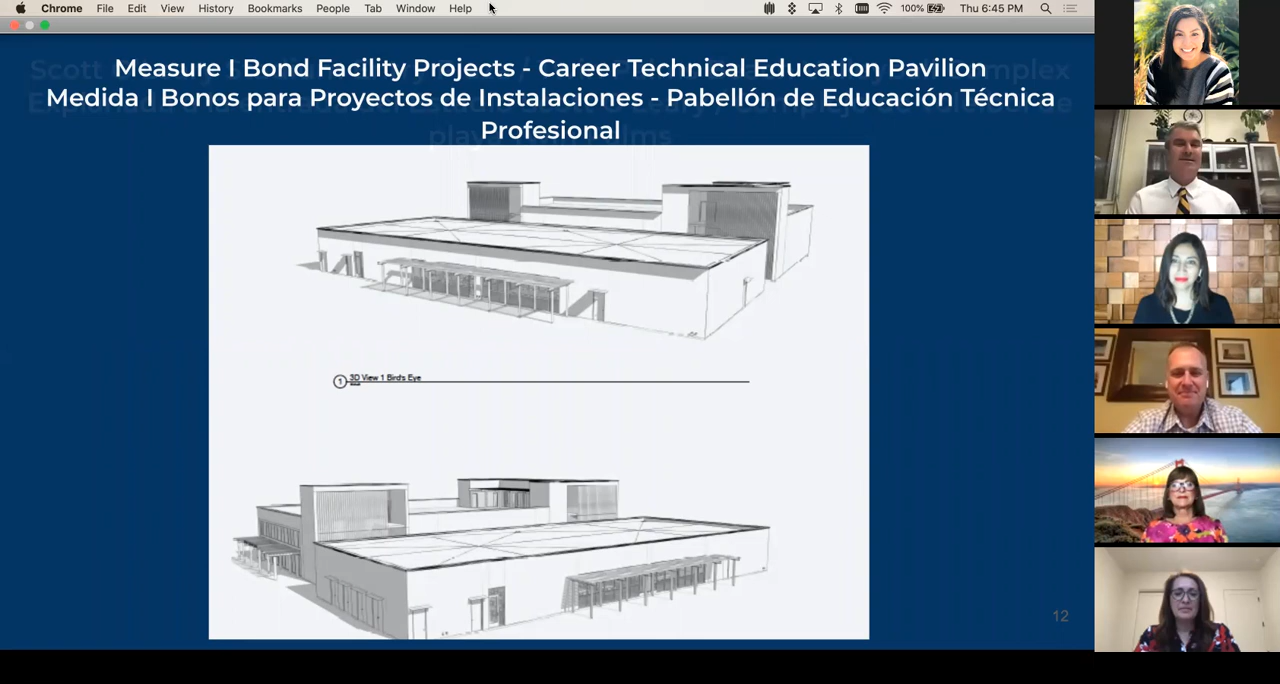 Chrome File Edit View History Bookmarks People Tab Window Help 100% Thu 6:45 PM
Measure I Bond Facility Projects - Career Technical Education Pavilion
Medida I Bonos para Proyectos de Instalaciones - Pabellón de Educación Técnica
Profesional
1 3D View 1 Bird's Eye
12